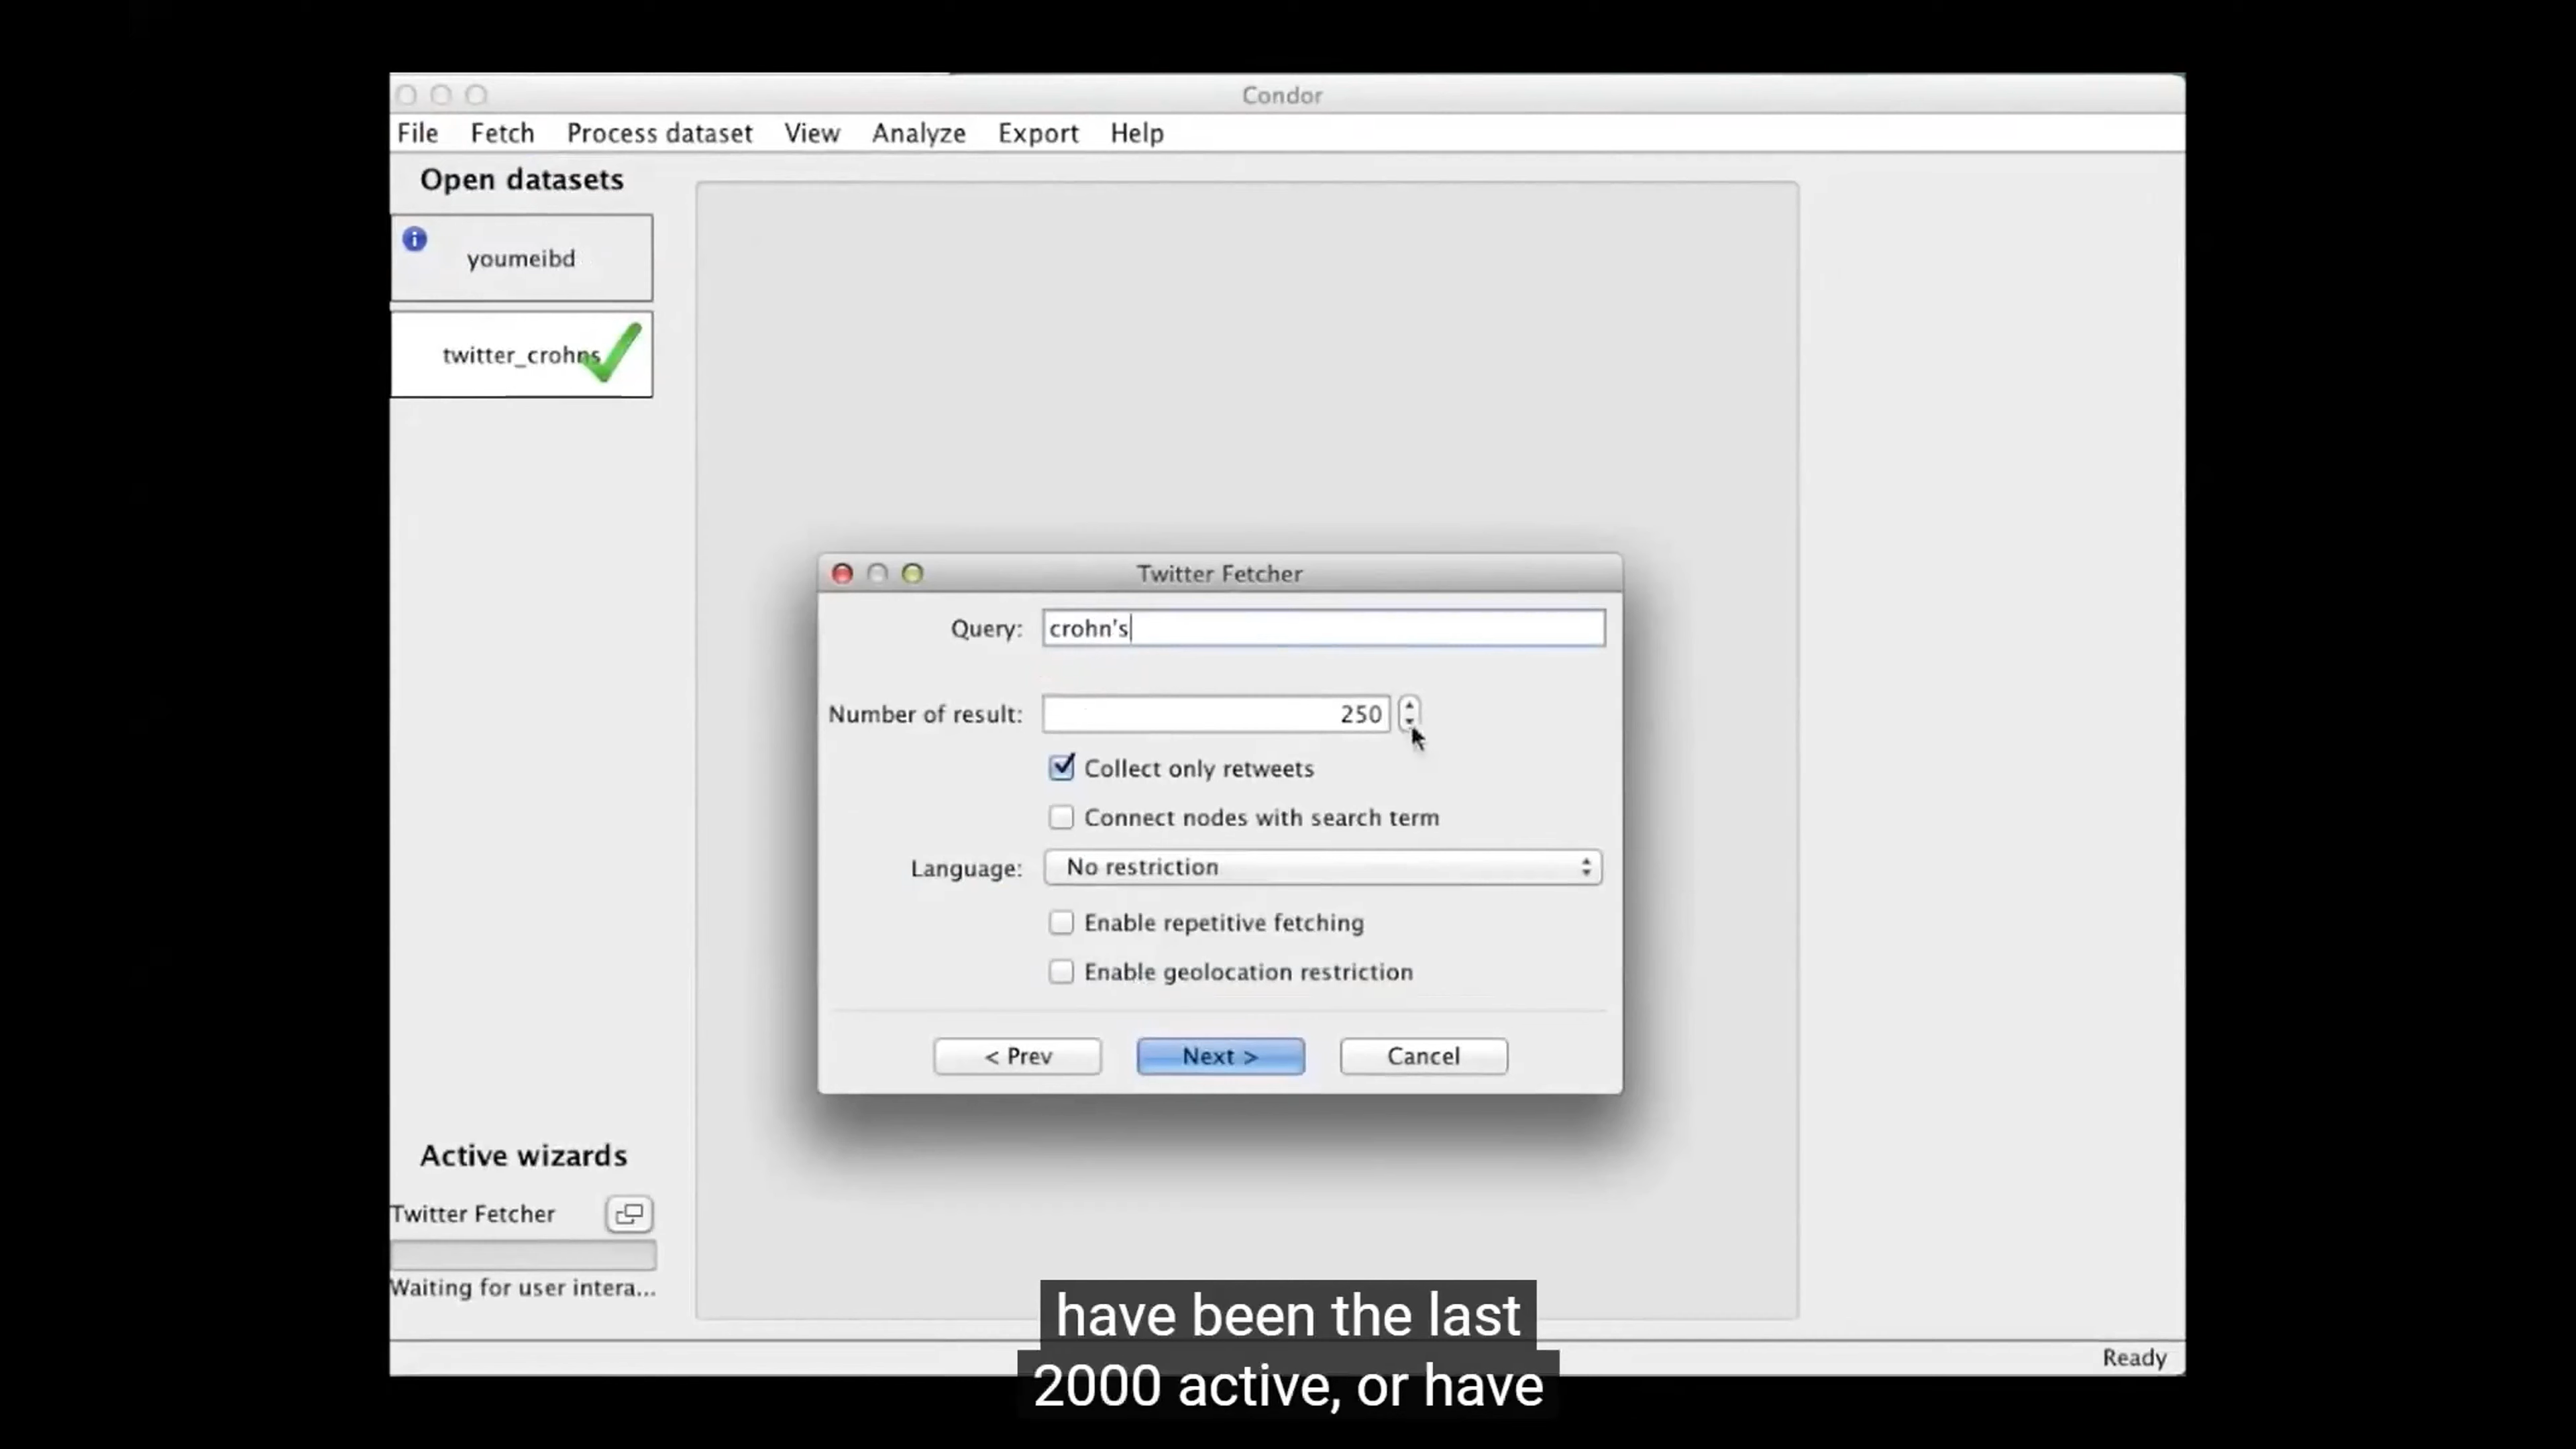 Condor
File Fetch Process dataset View Analyze Export Help
Open datasets
youmeibd
twitter_crohns
Twitter Fetcher
Query: crohn's
Number of result: 250
Collect only retweets
Connect nodes with search term
Language: No restriction
Enable repetitive fetching
Enable geolocation restriction
< Prev Next > Cancel
Active wizards
Twitter Fetcher
Waiting for user intera...
Ready
have been the last
2000 active, or have